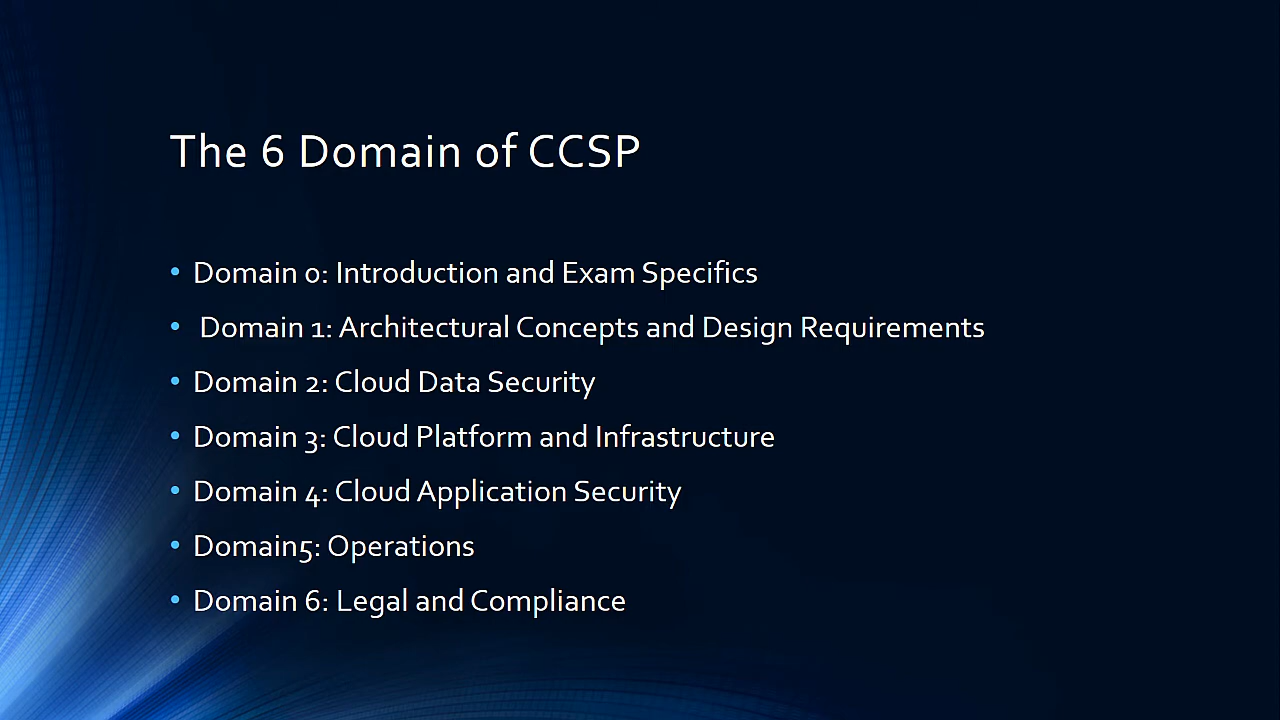 The 6 Domain of CCSP
• Domain 0: Introduction and Exam Specifics
• Domain 1: Architectural Concepts and Design Requirements
• Domain 2: Cloud Data Security
• Domain 3: Cloud Platform and Infrastructure
• Domain 4: Cloud Application Security
• Domain5: Operations
• Domain 6: Legal and Compliance